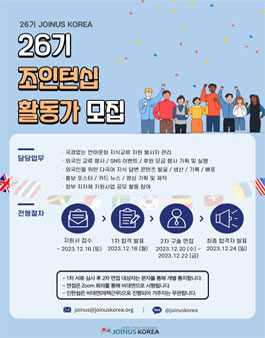 26기 JOINUS KOREA
26기
조인턴십
활동가 모집
담당업무
- 국경없는 언어문화 지식교류 지원 봉사자 관리
- 외국인 교류 행사 / SNS 이벤트 / 후원 모금 행사 기획 및 실행
- 외국인을 위한 다국어 지식 답변 콘텐츠 발굴 / 생산 / 기록 / 배포
- 홍보 포스터 / 카드 뉴스 / 영상 기획 및 제작
- 정부 지자체 지원사업 공모 활동 참여
전형절차
지원서 접수
~ 2023.12.16 (토)
1차 합격 발표
2023.12.18 (월)
2차 구술 면접
2023.12.20 (수) ~
2023.12.22 (금)
최종 합격자 발표
2023.12.24 (일)
- 1차 서류 심사 후 2차 면접 대상자는 문자를 통해 개별 통지합니다.
- 면접은 Zoom 회의를 통해 비대면으로 시행됩니다.
- 인턴십은 비대면(재택근무)으로 진행되어 거주지는 무관합니다.
joinus@joinuskorea.org
@joinuskorea
JOINUS KOREA